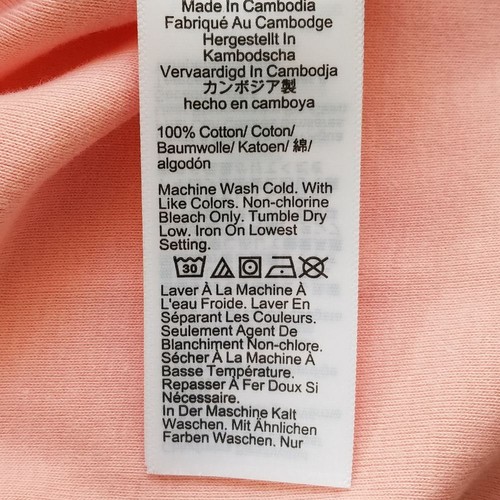 Made In Cambodia
Fabriqué Au Cambodge
Hergestellt In
Kambodscha
Vervaardigd In Cambodja
カンボジア製
hecho en camboya
100% Cotton/ Coton/
Baumwolle/ Katoen/ 綿/
algodón
Machine Wash Cold. With
Like Colors. Non-chlorine
Bleach Only. Tumble Dry
Low. Iron On Lowest
Setting.
30
Laver À La Machine À
L'eau Froide. Laver En
Séparant Les Couleurs.
Seulement Agent De
Blanchiment Non-chlore.
Sécher À La Machine À
Basse Température.
Repasser À Fer Doux Si
Nécessaire.
In Der Maschine Kalt
Waschen. Mit Ähnlichen
Farben Waschen. Nur